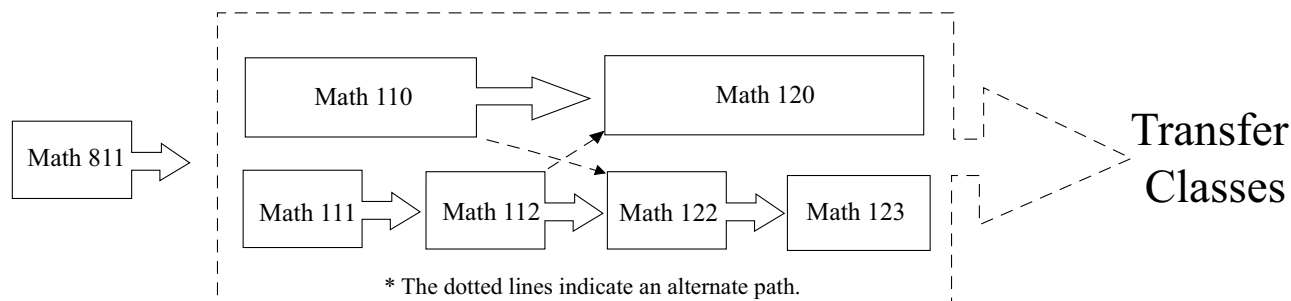 Math 110
Math 120
Math 811
Transfer
Classes
Math 111
Math 112
Math 122
Math 123
* The dotted lines indicate an alternate path.